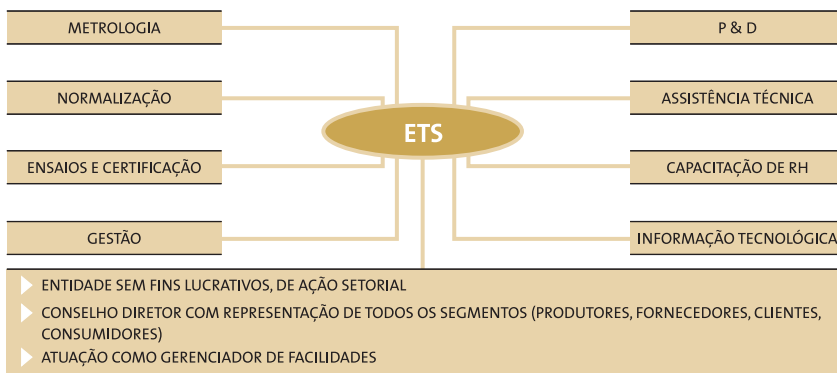 METROLOGIA
NORMALIZAÇÃO
ENSAIOS E CERTIFICAÇÃO
GESTÃO
ETS
P & D
ASSISTÊNCIA TÉCNICA
CAPACITAÇÃO DE RH
INFORMAÇÃO TECNOLÓGICA
ENTIDADE SEM FINS LUCRATIVOS, DE AÇÃO SETORIAL
CONSELHO DIRETOR COM REPRESENTAÇÃO DE TODOS OS SEGMENTOS (PRODUTORES, FORNECEDORES, CLIENTES,
CONSUMIDORES)
ATUAÇÃO COMO GERENCIADOR DE FACILIDADES